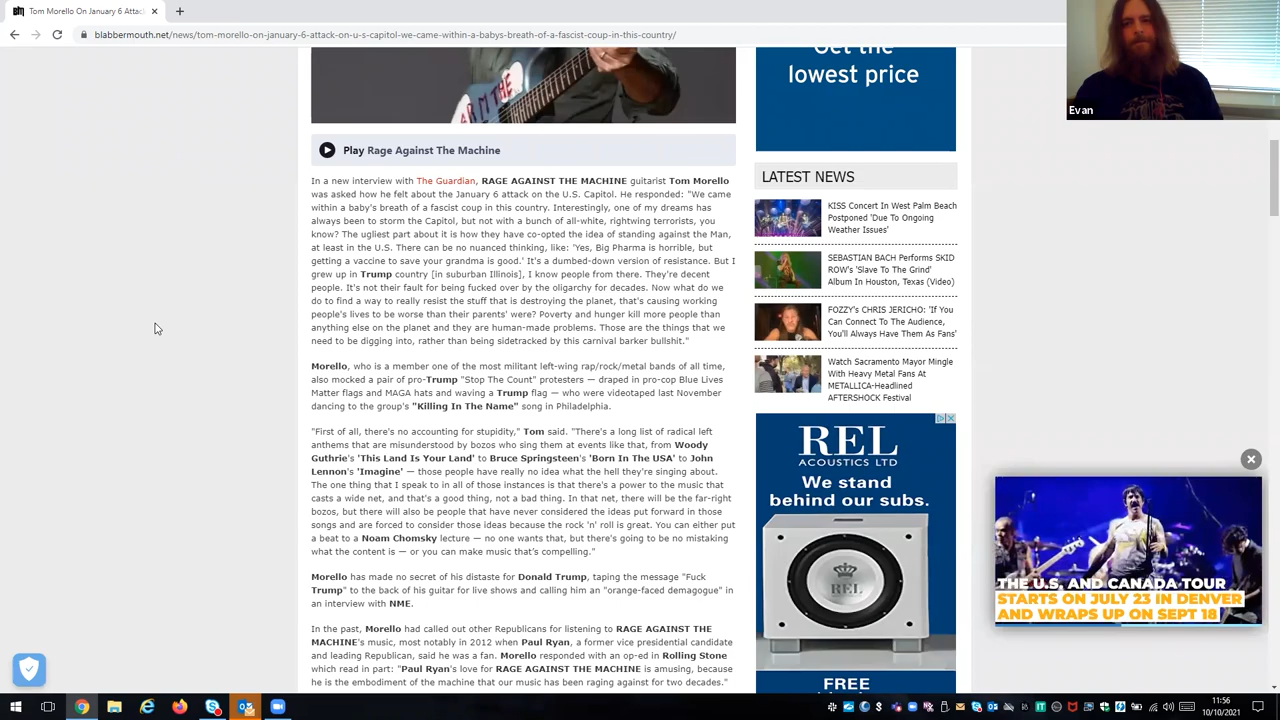 Tom Morello On January 6 Attack
blabbermouth.net/news/tom-morello-on-january-6-attack-on-u-s-capitol-we-came-within-a-babys-breath-of-a-fascist-coup-in-this-country/
Evan
ARM THE
Get the
lowest price
Play Rage Against The Machine
In a new interview with The Guardian, RAGE AGAINST THE MACHINE guitarist Tom Morello
was asked how he felt about the January 6 attack on the U.S. Capitol. He responded: "We came
within a baby's breath of a fascist coup in this country. Interestingly, one of my dreams has
always been to storm the Capitol, but not with a bunch of all-white, rightwing terrorists, you
know? The ugliest part about it is how they have co-opted the idea of standing against the Man,
at least in the U.S. There can be no nuanced thinking, like: 'Yes, Big Pharma is horrible, but
getting a vaccine to save your grandma is good.' It's a dumbed-down version of resistance. But I
grew up in Trump country [in suburban Illinois], I know people from there. They're decent
people. It's not their fault for being fucked over by the oligarchy for decades. Now what do we
do to find a way to really resist the stuff that is destroying the planet, that's causing working
people's lives to be worse than their parents' were? Poverty and hunger kill more people than
anything else on the planet and they are human-made problems. Those are the things that we
need to be digging into, rather than being sidetracked by this carnival barker bullshit."
Morello, who is a member one of the most militant left-wing rap/rock/metal bands of all time,
also mocked a pair of pro-Trump "Stop The Count" protesters — draped in pro-cop Blue Lives
Matter flags and MAGA hats and waving a Trump flag — who were videotaped last November
dancing to the group's "Killing In The Name" song in Philadelphia.
"First of all, there's no accounting for stupidity," Tom said. "There's a long list of radical left
anthems that are misunderstood by bozos who sing them at events like that, from Woody
Guthrie's 'This Land Is Your Land' to Bruce Springsteen's 'Born In The USA' to John
Lennon's 'Imagine' — those people have really no idea what the hell they're singing about.
The one thing that I speak to in all of those instances is that there's a power to the music that
casts a wide net, and that's a good thing, not a bad thing. In that net, there will be the far-right
bozos, but there will also be people that have never considered the ideas put forward in those
songs and are forced to consider those ideas because the rock 'n' roll is great. You can either put
a beat to a Noam Chomsky lecture — no one wants that, but there's going to be no mistaking
what the content is — or you can make music that's compelling."
Morello has made no secret of his distaste for Donald Trump, taping the message "Fuck
Trump" to the back of his guitar for live shows and calling him an "orange-faced demagogue" in
an interview with NME.
In the past, Morello had called out other Republicans for listening to RAGE AGAINST THE
MACHINE's music, most notably in 2012 when Paul Ryan, a former vice presidential candidate
and leading Republican, said he was a fan. Morello responded with an op-ed in Rolling Stone
which read in part: "Paul Ryan's love for RAGE AGAINST THE MACHINE is amusing, because
he is the embodiment of the machine that our music has been raging against for two decades."
LATEST NEWS
KISS Concert In West Palm Beach
Postponed 'Due To Ongoing
Weather Issues'
SEBASTIAN BACH Performs SKID
ROW's 'Slave To The Grind'
Album In Houston, Texas (Video)
FOZZY's CHRIS JERICHO: 'If You
Can Connect To The Audience,
You'll Always Have Them As Fans'
Watch Sacramento Mayor Mingle
With Heavy Metal Fans At
METALLICA-Headlined
AFTERSHOCK Festival
REL
ACOUSTICS LTD
We stand
behind our subs.
REL
FREE
THE U.S. AND CANADA TOUR
STARTS ON JULY 23 IN DENVER
AND WRAPS UP ON SEPT 18
11:56
10/10/2021